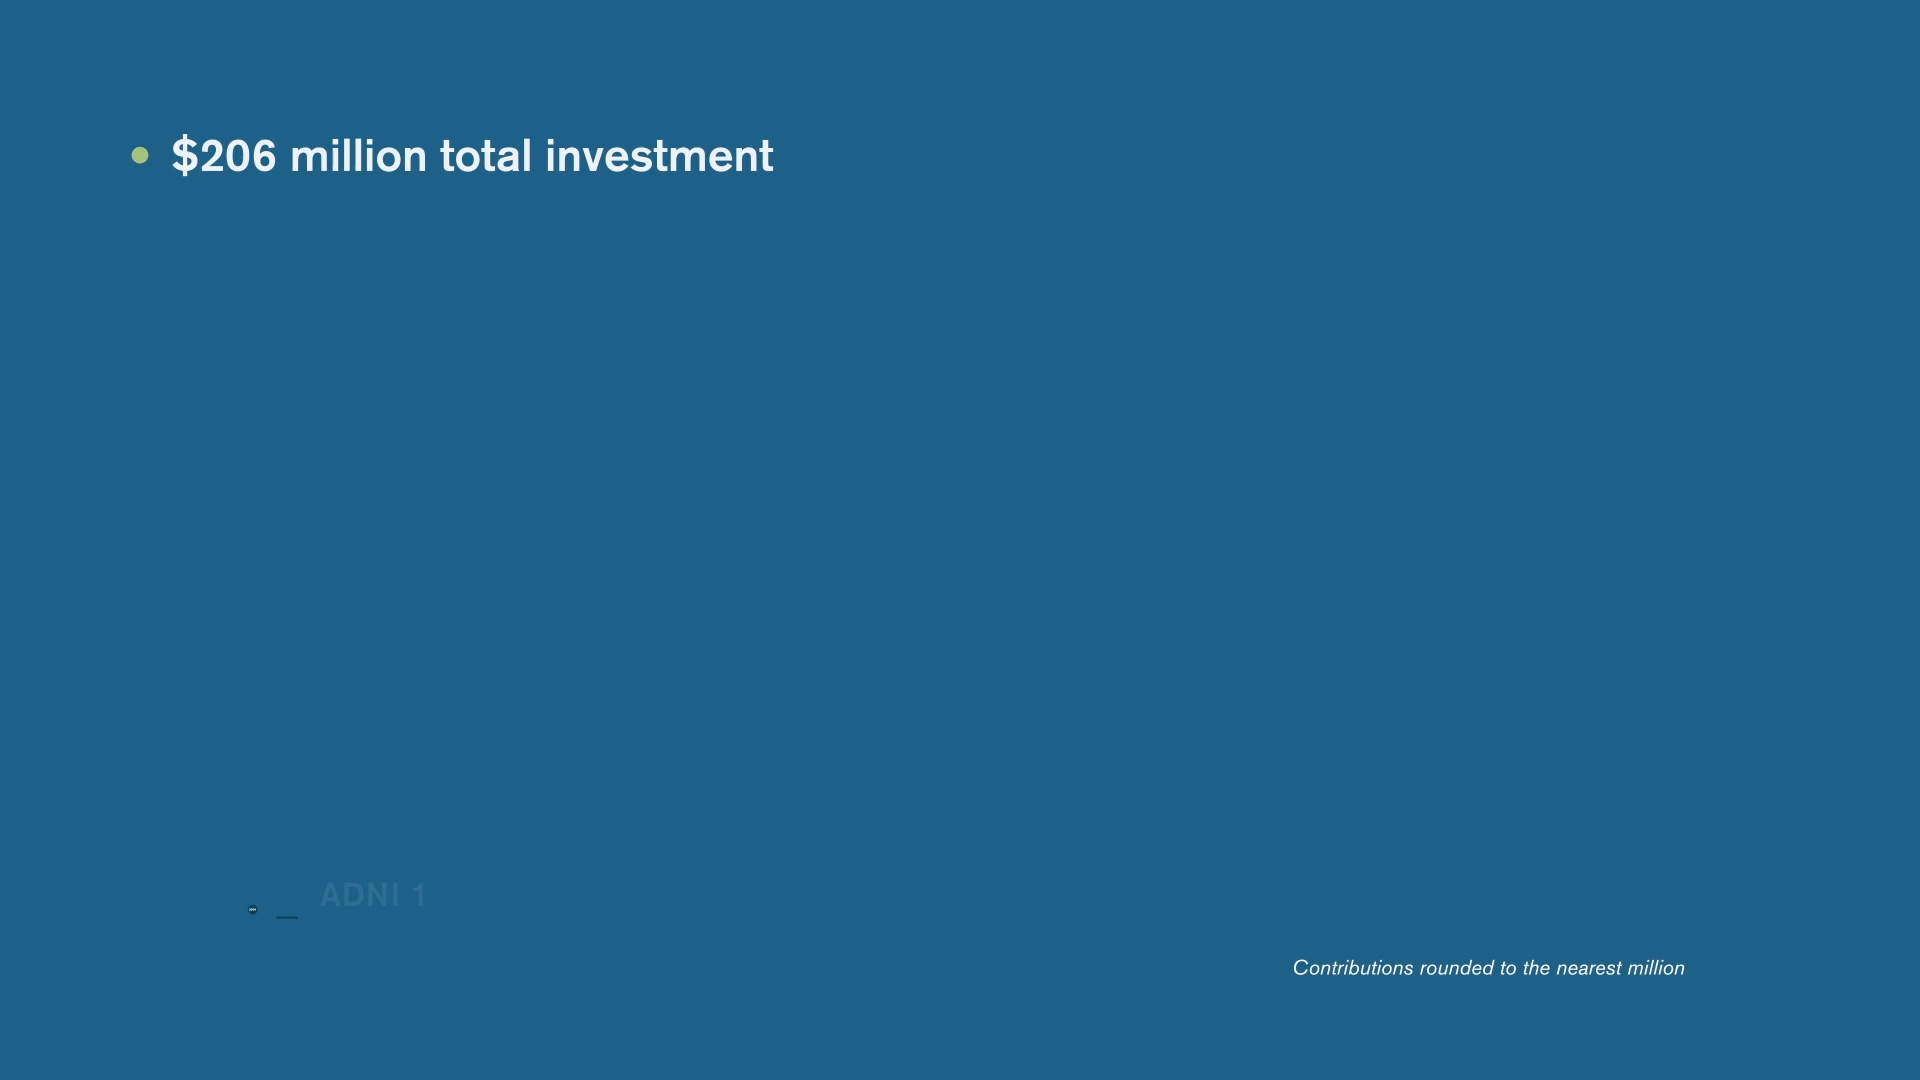 $206 million total investment
ADNI 1
Contributions rounded to the nearest million